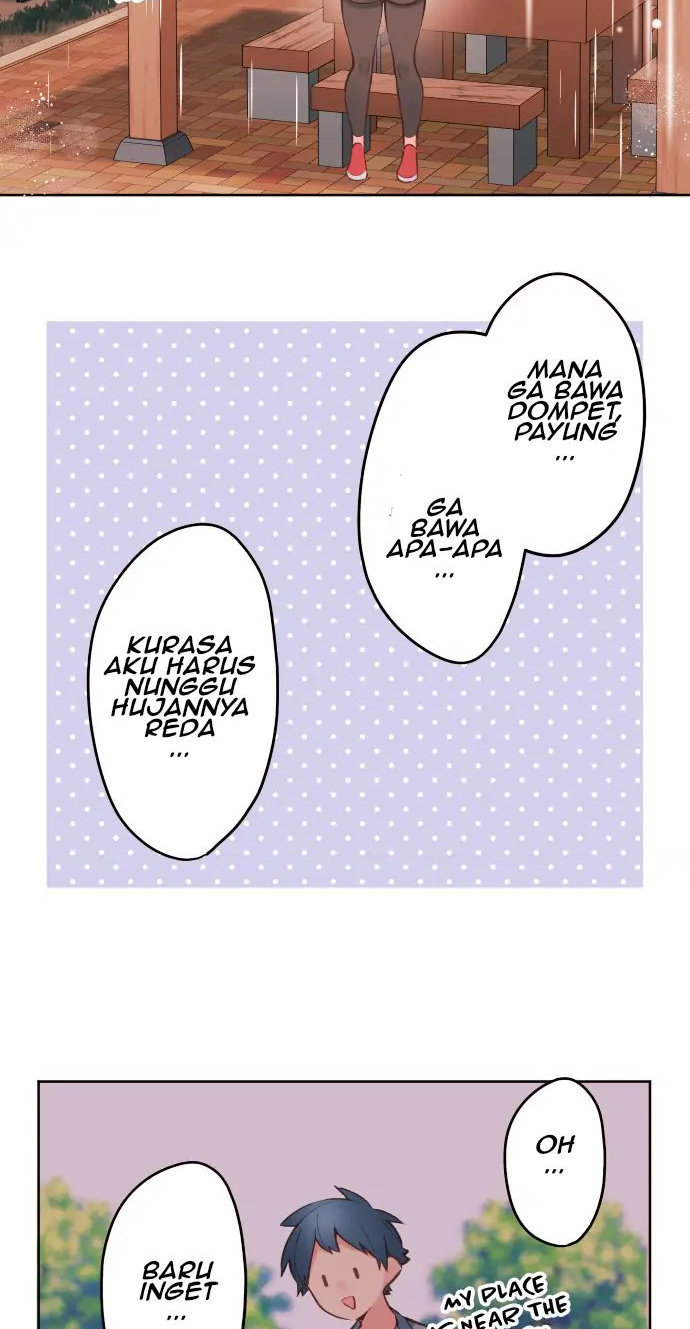 MANA
GA BAWA
DOMPET,
PAYUNG
...
GA
BAWA
APA-APA
...
KURASA
AKU HARUS
NUNGGU
HUJANNYA
REDA
...
OH
...
BARU
INGET
...
MY PLACE
NEAR THE